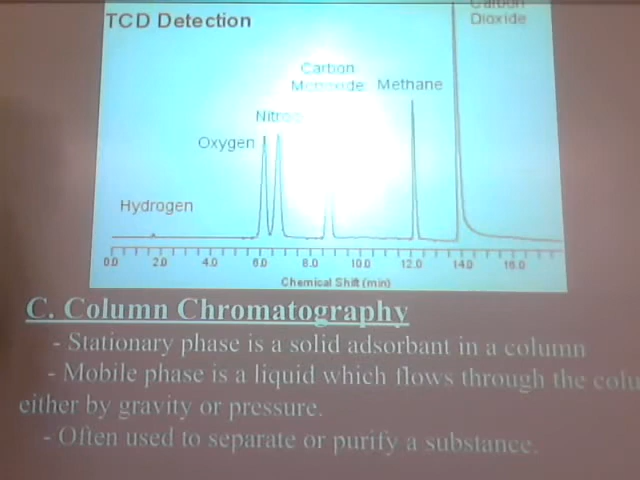 TCD Detection
Carbon
Dioxide
Carbon
Methane
Oxygen
Hydrogen
0.0 2.0 4.0 6.0 8.0 10.0 12.0 14.0 16.0
Chemical Shift (min)
C. Column Chromatography
- Stationary phase is a solid adsorbant in a column
- Mobile phase is a liquid which flows through the colu
either by gravity or pressure.
- Often used to separate or purify a substance.